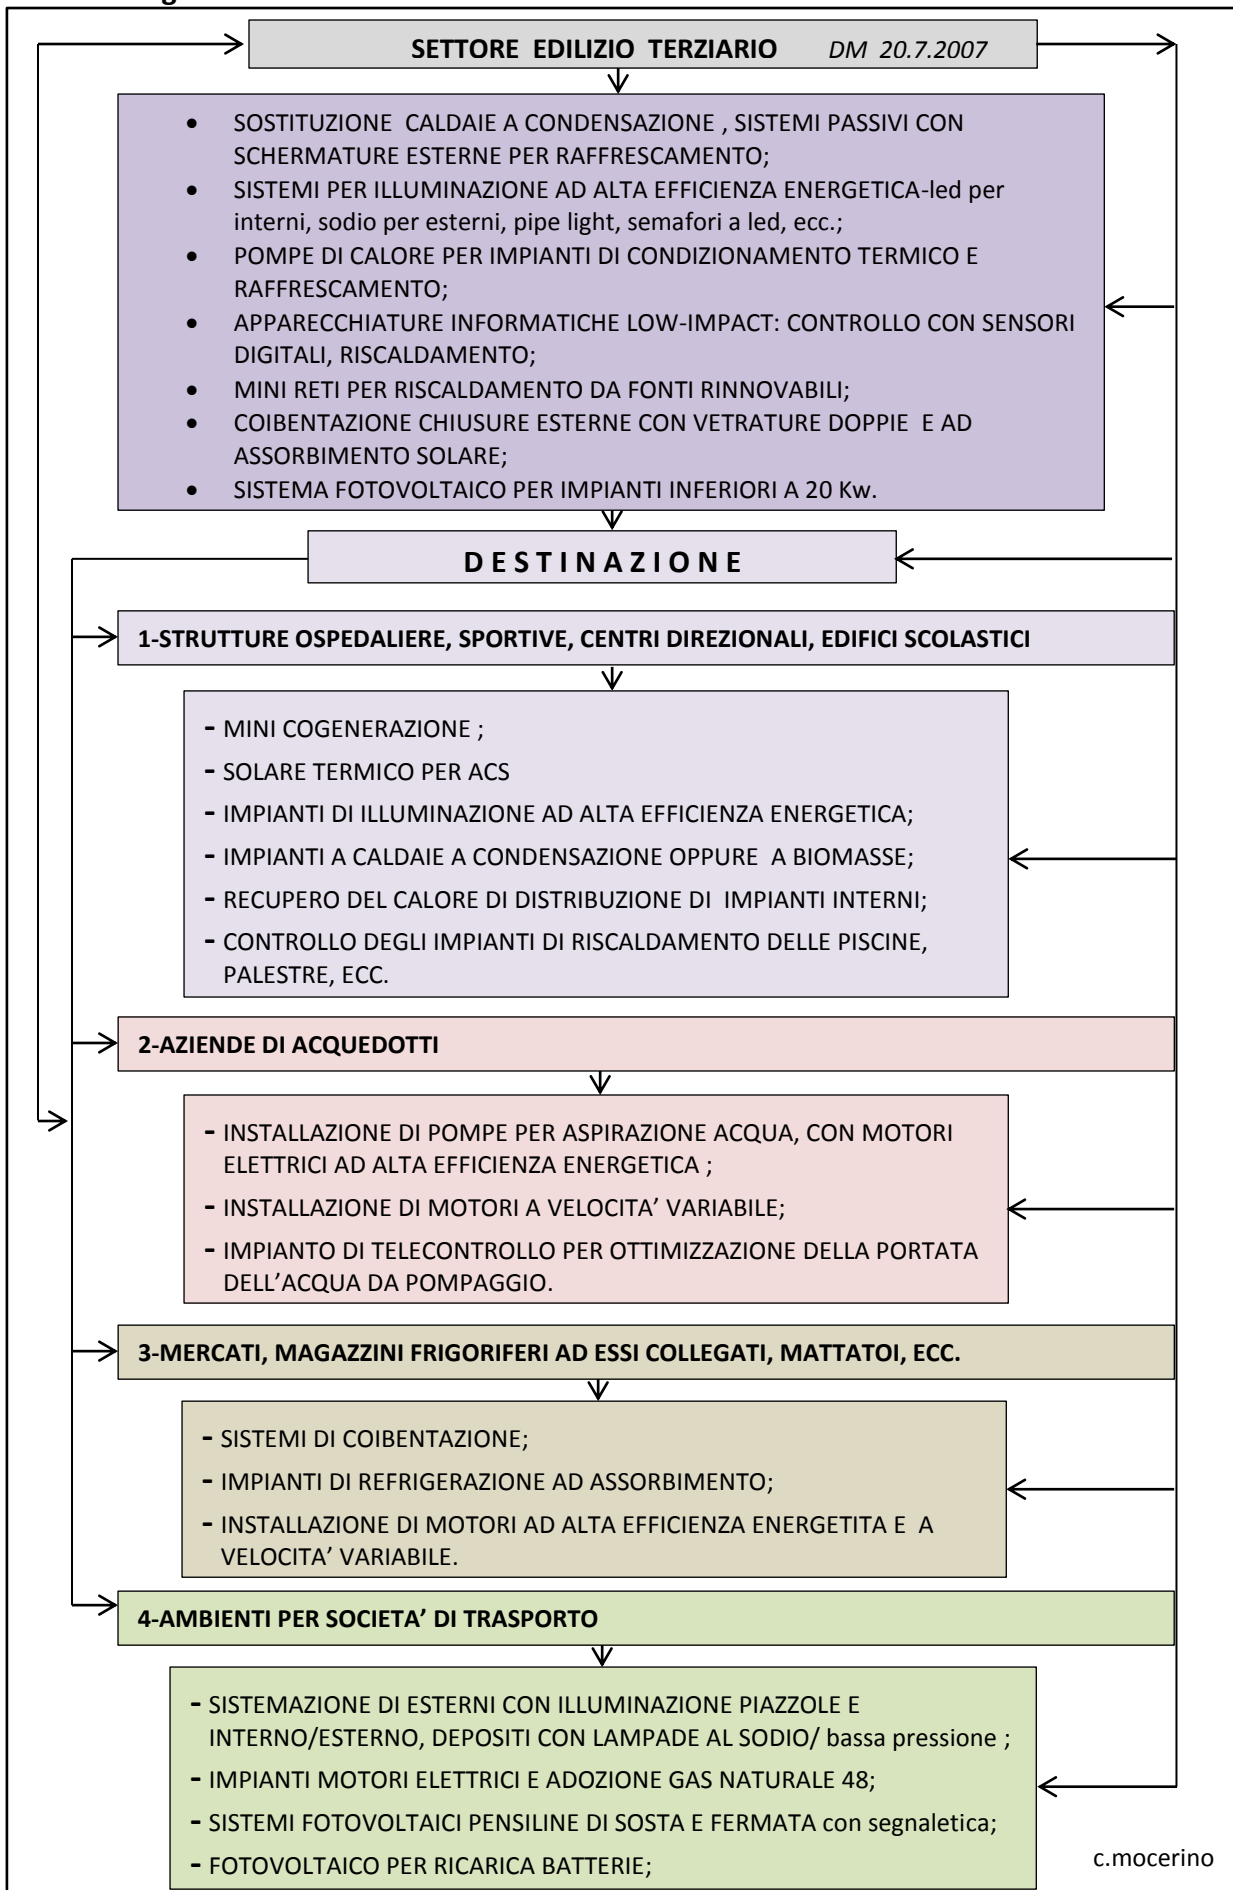 SETTORE EDILIZIO TERZIARIO DM 20.7.2007
• SOSTITUZIONE CALDAIE A CONDENSAZIONE , SISTEMI PASSIVI CON
SCHERMATURE ESTERNE PER RAFFRESCAMENTO;
• SISTEMI PER ILLUMINAZIONE AD ALTA EFFICIENZA ENERGETICA-led per
interni, sodio per esterni, pipe light, semafori a led, ecc.;
• POMPE DI CALORE PER IMPIANTI DI CONDIZIONAMENTO TERMICO E
RAFFRESCAMENTO;
• APPARECCHIATURE INFORMATICHE LOW-IMPACT: CONTROLLO CON SENSORI
DIGITALI, RISCALDAMENTO;
• MINI RETI PER RISCALDAMENTO DA FONTI RINNOVABILI;
• COIBENTAZIONE CHIUSURE ESTERNE CON VETRATURE DOPPIE E AD
ASSORBIMENTO SOLARE;
• SISTEMA FOTOVOLTAICO PER IMPIANTI INFERIORI A 20 Kw.
D E S T I N A Z I O N E
1-STRUTTURE OSPEDALIERE, SPORTIVE, CENTRI DIREZIONALI, EDIFICI SCOLASTICI
- MINI COGENERAZIONE ;
- SOLARE TERMICO PER ACS
- IMPIANTI DI ILLUMINAZIONE AD ALTA EFFICIENZA ENERGETICA;
- IMPIANTI A CALDAIE A CONDENSAZIONE OPPURE A BIOMASSE;
- RECUPERO DEL CALORE DI DISTRIBUZIONE DI IMPIANTI INTERNI;
- CONTROLLO DEGLI IMPIANTI DI RISCALDAMENTO DELLE PISCINE,
PALESTRE, ECC.
2-AZIENDE DI ACQUEDOTTI
- INSTALLAZIONE DI POMPE PER ASPIRAZIONE ACQUA, CON MOTORI
ELETTRICI AD ALTA EFFICIENZA ENERGETICA ;
- INSTALLAZIONE DI MOTORI A VELOCITA’ VARIABILE;
- IMPIANTO DI TELECONTROLLO PER OTTIMIZZAZIONE DELLA PORTATA
DELL’ACQUA DA POMPAGGIO.
3-MERCATI, MAGAZZINI FRIGORIFERI AD ESSI COLLEGATI, MATTATOI, ECC.
- SISTEMI DI COIBENTAZIONE;
- IMPIANTI DI REFRIGERAZIONE AD ASSORBIMENTO;
- INSTALLAZIONE DI MOTORI AD ALTA EFFICIENZA ENERGETITA E A
VELOCITA’ VARIABILE.
4-AMBIENTI PER SOCIETA’ DI TRASPORTO
- SISTEMAZIONE DI ESTERNI CON ILLUMINAZIONE PIAZZOLE E
INTERNO/ESTERNO, DEPOSITI CON LAMPADE AL SODIO/ bassa pressione ;
- IMPIANTI MOTORI ELETTRICI E ADOZIONE GAS NATURALE 48;
- SISTEMI FOTOVOLTAICI PENSILINE DI SOSTA E FERMATA con segnaletica;
- FOTOVOLTAICO PER RICARICA BATTERIE;
c.mocerino